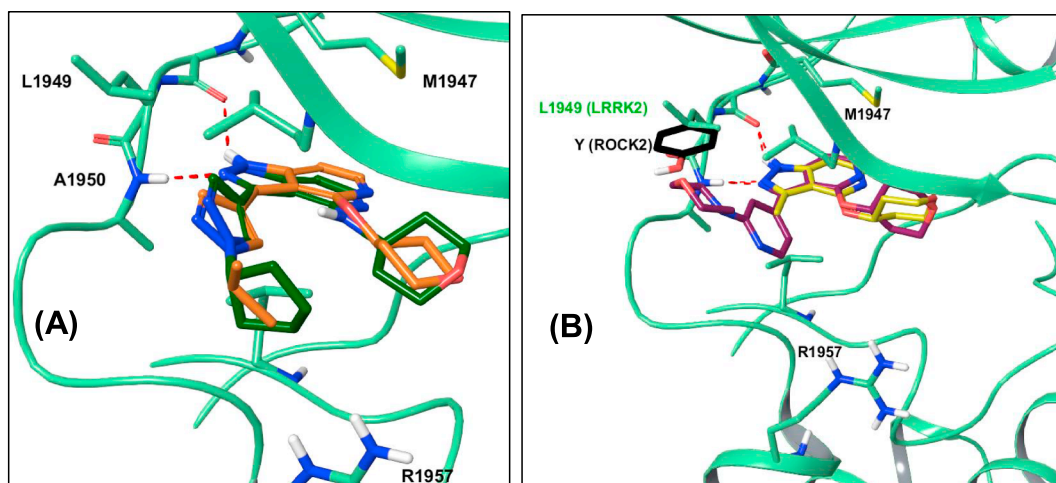 L1949
M1947
A1950
(A)
R1957
L1949 (LRRK2)
M1947
Y (ROCK2)
(B)
R1957